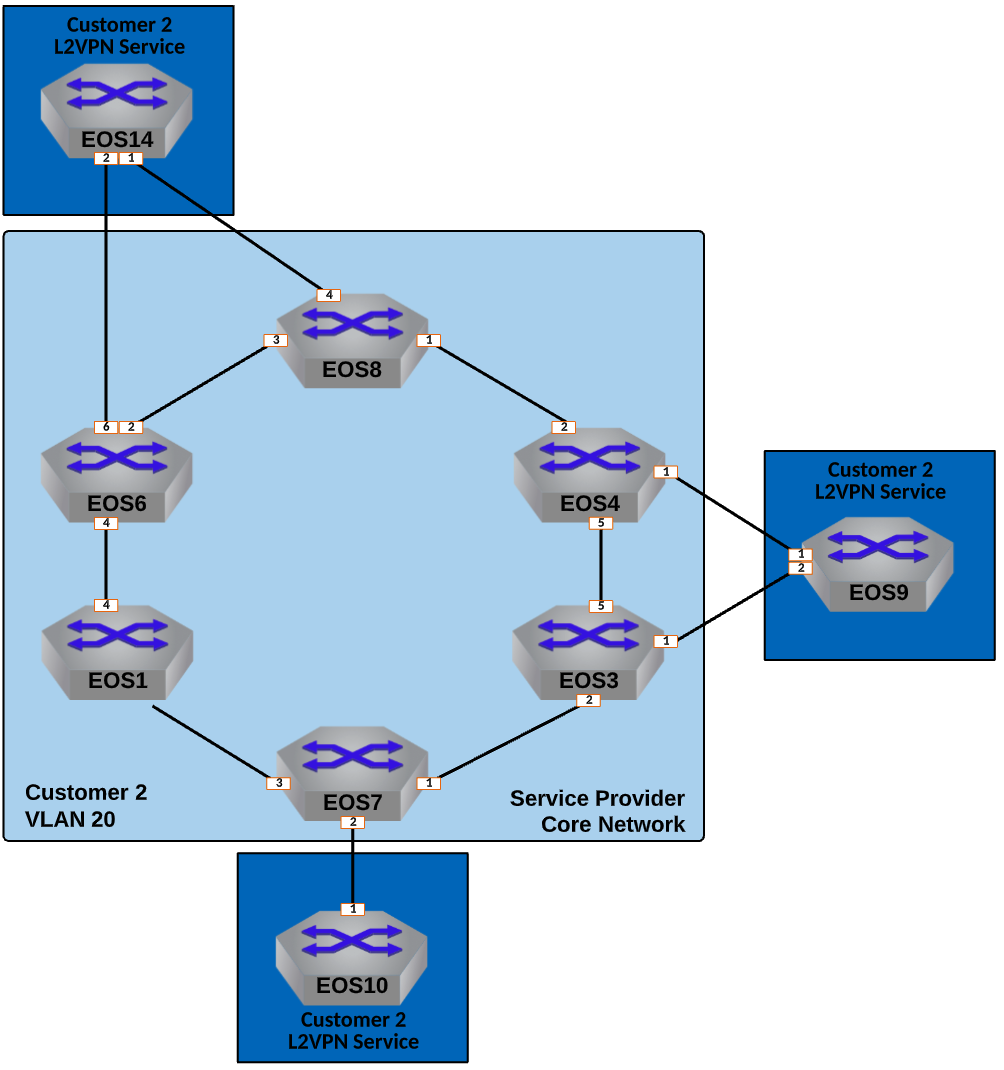 Customer 2
L2VPN Service
EOS14
2 1
4
3
1
EOS8
6 2
2
EOS6
EOS4
1
4
5
Customer 2
L2VPN Service
1
2
EOS9
4
5
EOS1
EOS3
1
2
3
1
EOS7
2
Customer 2
VLAN 20
Service Provider
Core Network
1
EOS10
Customer 2
L2VPN Service